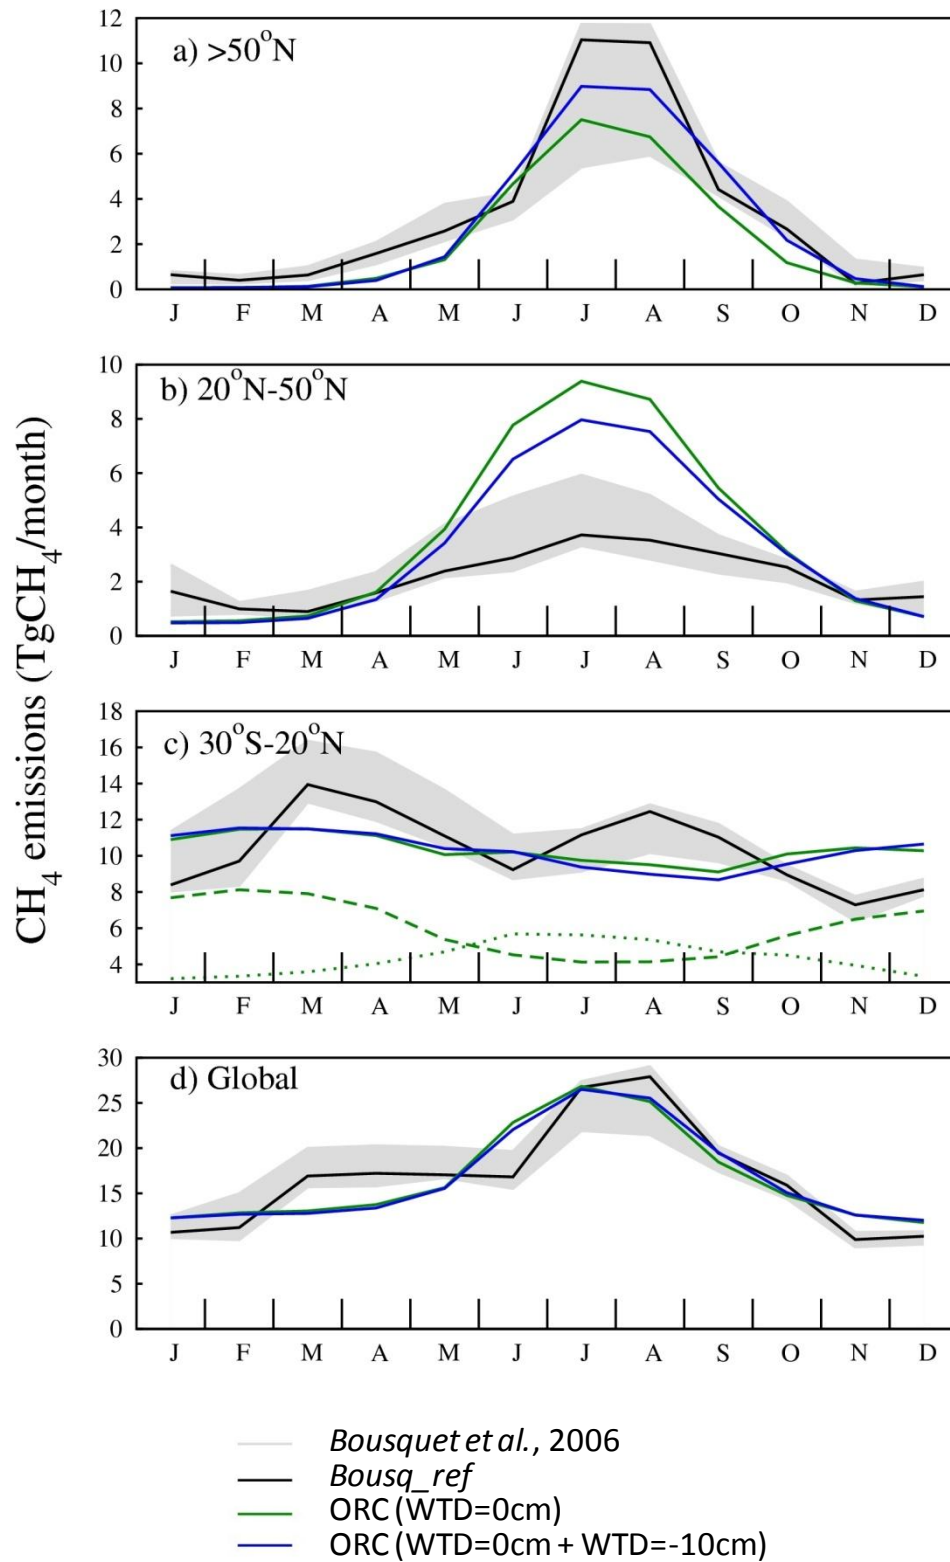 CH4 emissions (TgCH4/month)
a) >50°N
12
10
8
6
4
2
0
J F M A M J J A S O N D
b) 20°N-50°N
10
8
6
4
2
0
J F M A M J J A S O N D
c) 30°S-20°N
18
16
14
12
10
8
6
4
J F M A M J J A S O N D
d) Global
30
25
20
15
10
5
0
J F M A M J J A S O N D
Bousquet et al., 2006
Bousq_ref
ORC (WTD=0cm)
ORC (WTD=0cm + WTD=-10cm)